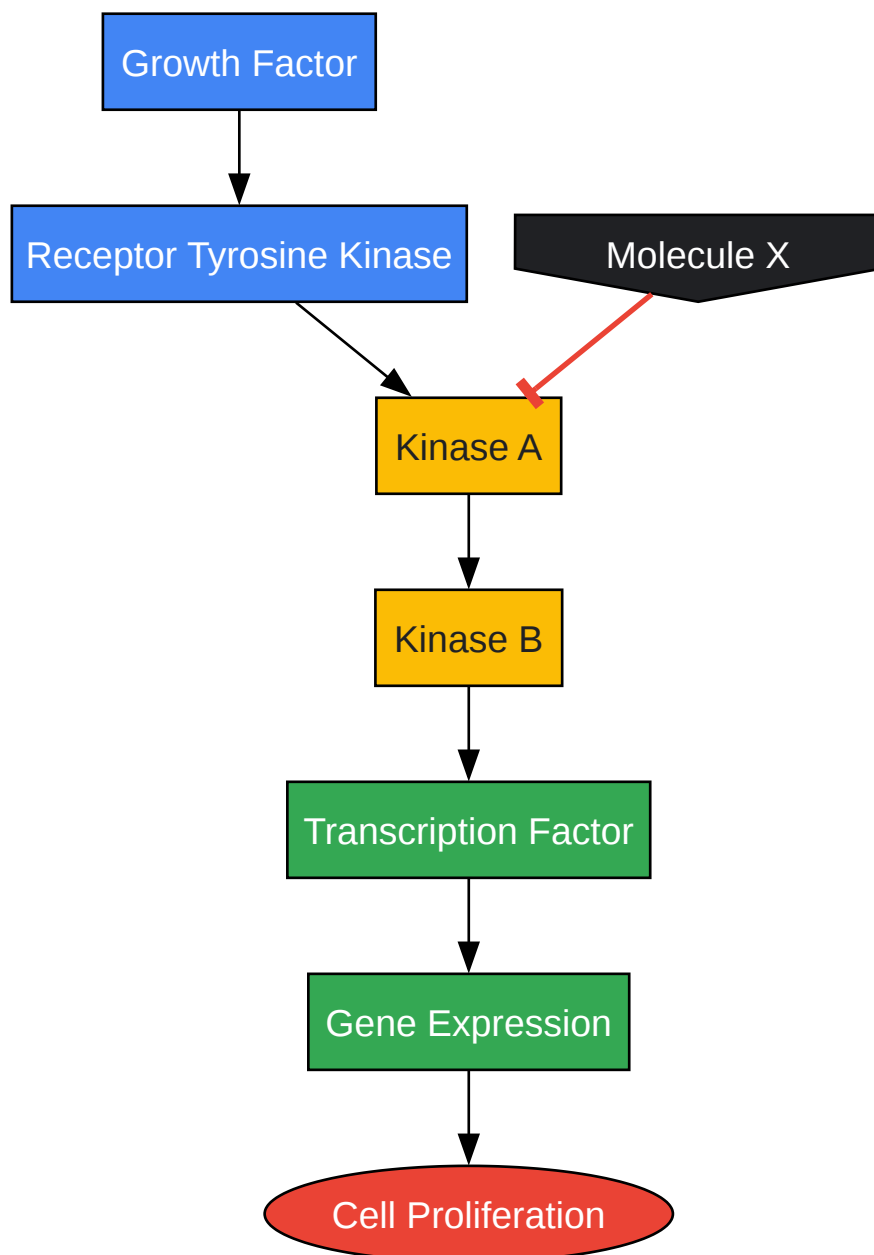 Growth Factor
Receptor Tyrosine Kinase
Molecule X
Kinase A
Kinase B
Transcription Factor
Gene Expression
Cell Proliferation